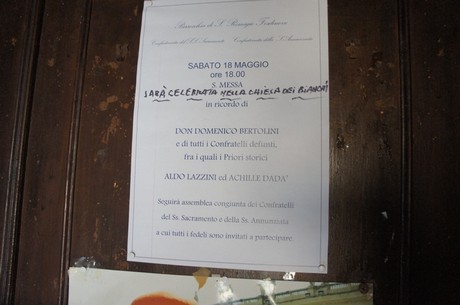 Parrocchia di S. Remigio Fosdinovo
Confraternita del SS. Sacramento Confraternita della S. Annunziata
SABATO 18 MAGGIO
ore 18.00
S. MESSA
SARÀ CELEBRATA NELLA CHIESA DEI BIANCHI
in ricordo di
DON DOMENICO BERTOLINI
e di tutti i Confratelli defunti,
fra i quali i Priori storici
ALDO LAZZINI ed ACHILLE DADA'
Seguirà assemblea congiunta dei Confratelli
del Ss. Sacramento e della Ss. Annunziata
a cui tutti i fedeli sono invitati a partecipare.